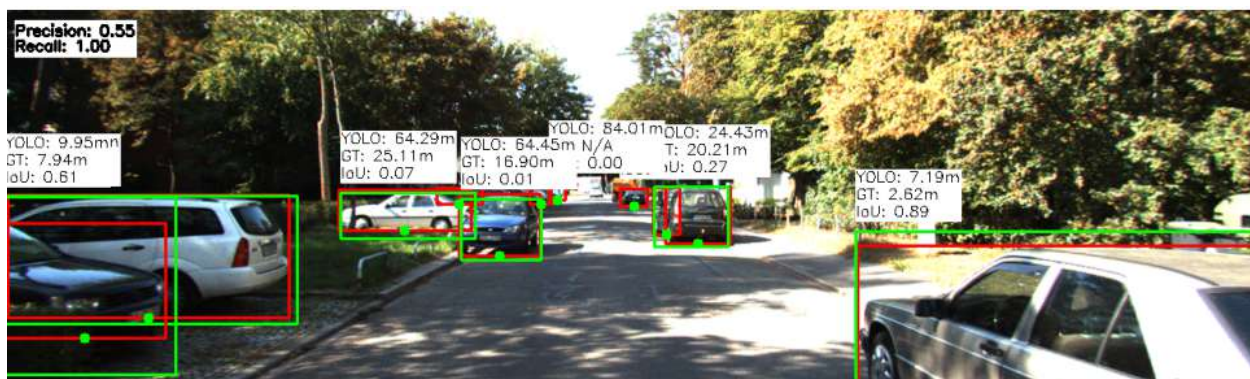 Precision: 0.55
Recall: 1.00
YOLO: 9.95m
GT: 7.94m
IoU: 0.61
YOLO: 64.29m
GT: 25.11m
IoU: 0.07
YOLO: 64.45m
GT: 16.90m
IoU: 0.01
YOLO: 84.01m
N/A
: 0.00
OLO: 24.43m
T: 20.21m
oU: 0.27
YOLO: 7.19m
GT: 2.62m
IoU: 0.89